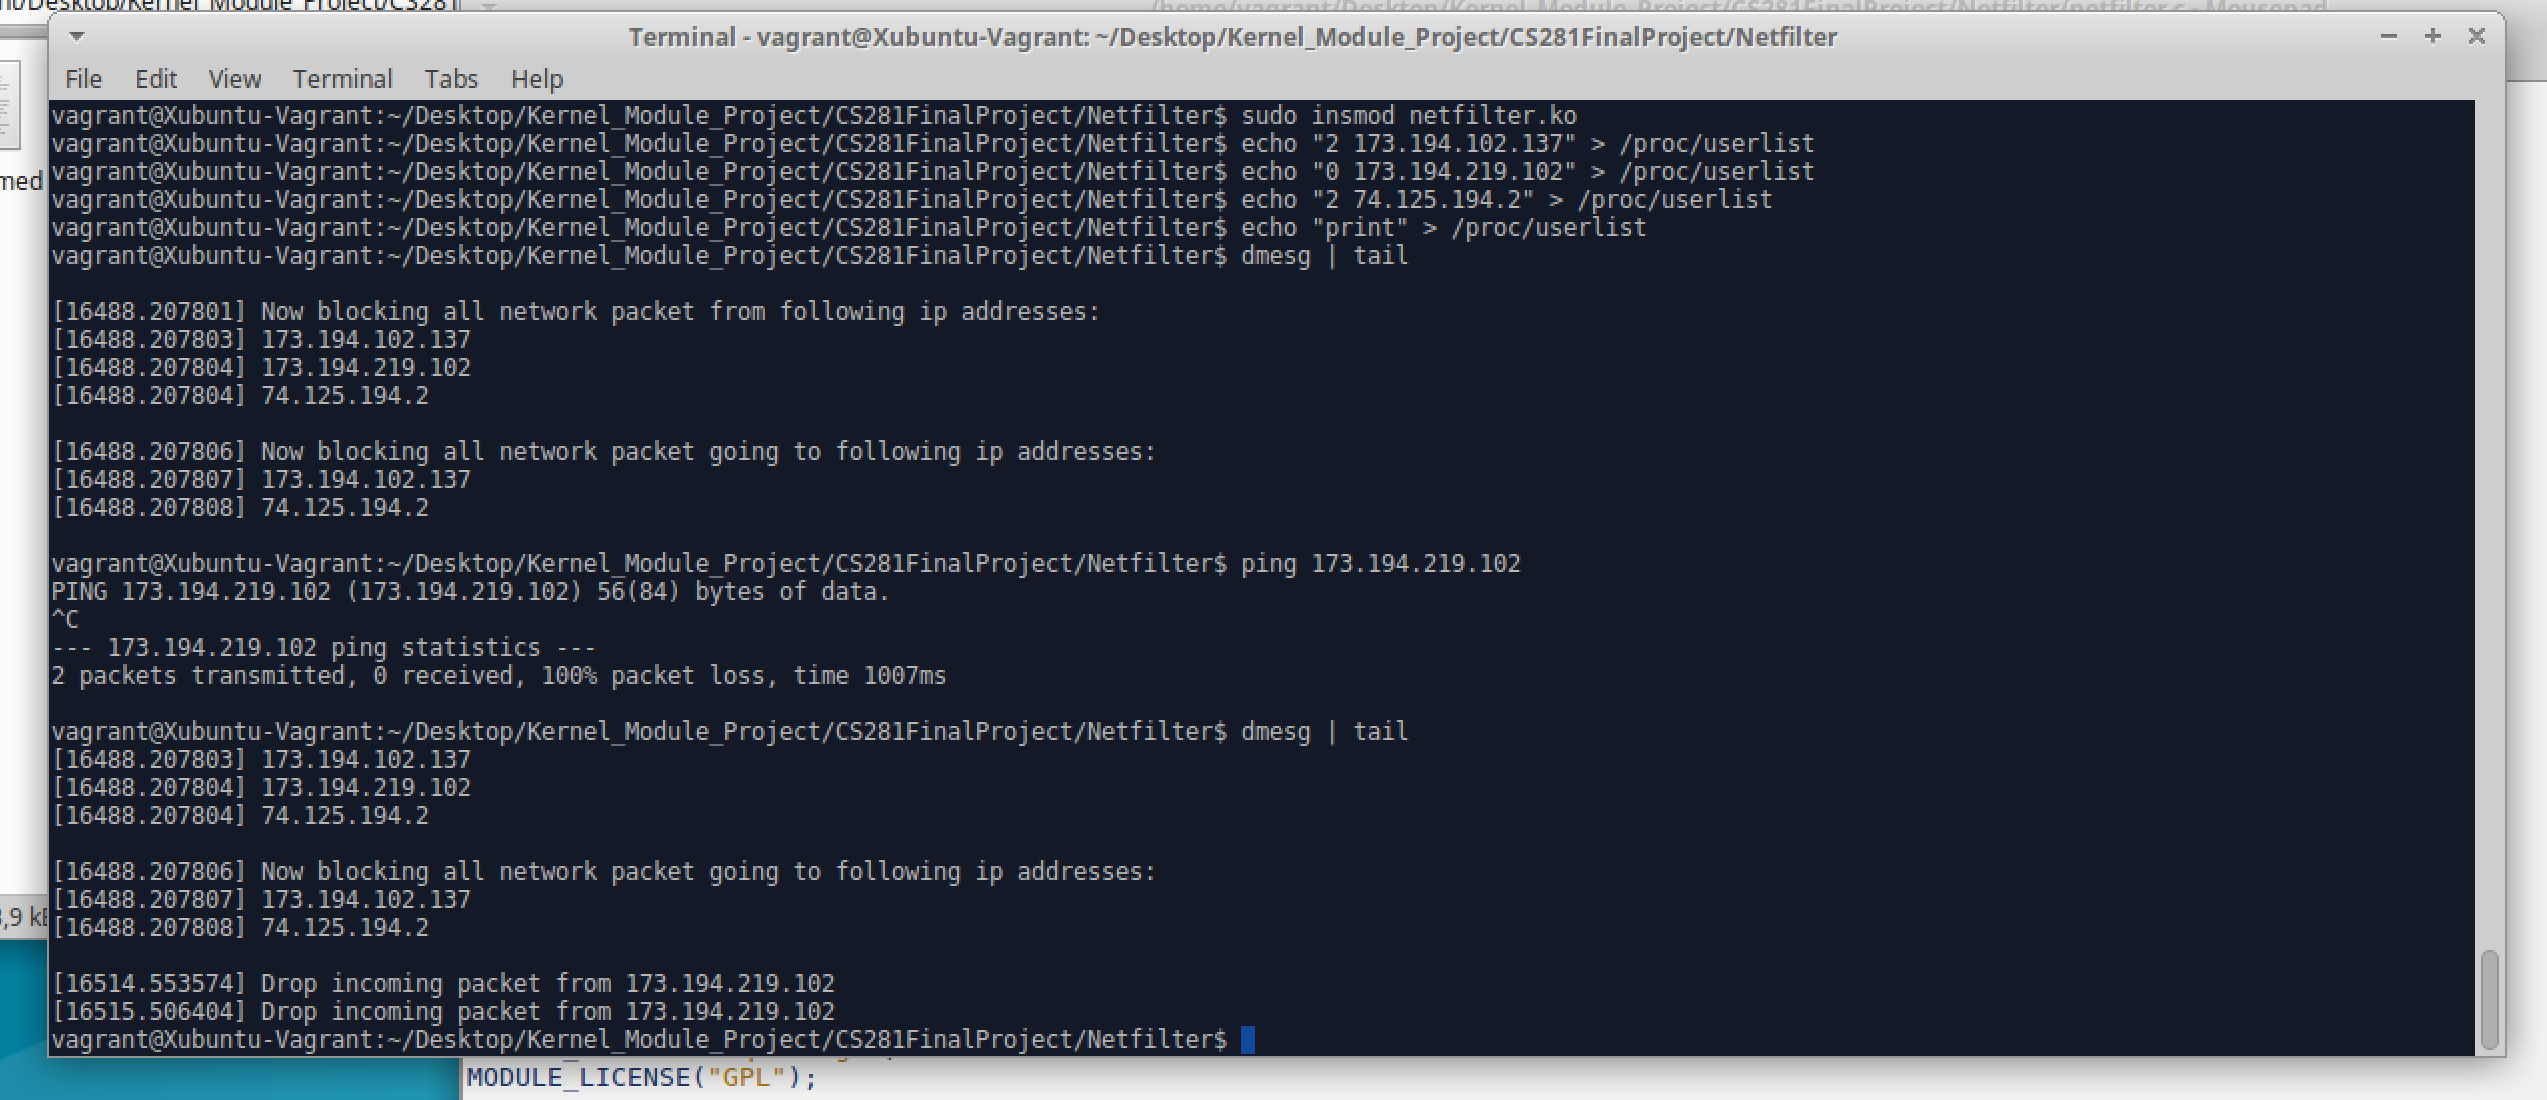 Terminal - vagrant@Xubuntu-Vagrant: ~/Desktop/Kernel_Module_Project/CS281FinalProject/Netfilter
File Edit View Terminal Tabs Help
vagrant@Xubuntu-Vagrant:~/Desktop/Kernel_Module_Project/CS281FinalProject/Netfilter$ sudo insmod netfilter.ko
vagrant@Xubuntu-Vagrant:~/Desktop/Kernel_Module_Project/CS281FinalProject/Netfilter$ echo "2 173.194.102.137" > /proc/userlist
vagrant@Xubuntu-Vagrant:~/Desktop/Kernel_Module_Project/CS281FinalProject/Netfilter$ echo "0 173.194.219.102" > /proc/userlist
vagrant@Xubuntu-Vagrant:~/Desktop/Kernel_Module_Project/CS281FinalProject/Netfilter$ echo "2 74.125.194.2" > /proc/userlist
vagrant@Xubuntu-Vagrant:~/Desktop/Kernel_Module_Project/CS281FinalProject/Netfilter$ echo "print" > /proc/userlist
vagrant@Xubuntu-Vagrant:~/Desktop/Kernel_Module_Project/CS281FinalProject/Netfilter$ dmesg | tail
[16488.207801] Now blocking all network packet from following ip addresses:
[16488.207803] 173.194.102.137
[16488.207804] 173.194.219.102
[16488.207804] 74.125.194.2
[16488.207806] Now blocking all network packet going to following ip addresses:
[16488.207807] 173.194.102.137
[16488.207808] 74.125.194.2
vagrant@Xubuntu-Vagrant:~/Desktop/Kernel_Module_Project/CS281FinalProject/Netfilter$ ping 173.194.219.102
PING 173.194.219.102 (173.194.219.102) 56(84) bytes of data.
^C
--- 173.194.219.102 ping statistics ---
2 packets transmitted, 0 received, 100% packet loss, time 1007ms
vagrant@Xubuntu-Vagrant:~/Desktop/Kernel_Module_Project/CS281FinalProject/Netfilter$ dmesg | tail
[16488.207803] 173.194.102.137
[16488.207804] 173.194.219.102
[16488.207804] 74.125.194.2
[16488.207806] Now blocking all network packet going to following ip addresses:
[16488.207807] 173.194.102.137
[16488.207808] 74.125.194.2
[16514.553574] Drop incoming packet from 173.194.219.102
[16515.506404] Drop incoming packet from 173.194.219.102
vagrant@Xubuntu-Vagrant:~/Desktop/Kernel_Module_Project/CS281FinalProject/Netfilter$
MODULE_LICENSE("GPL");